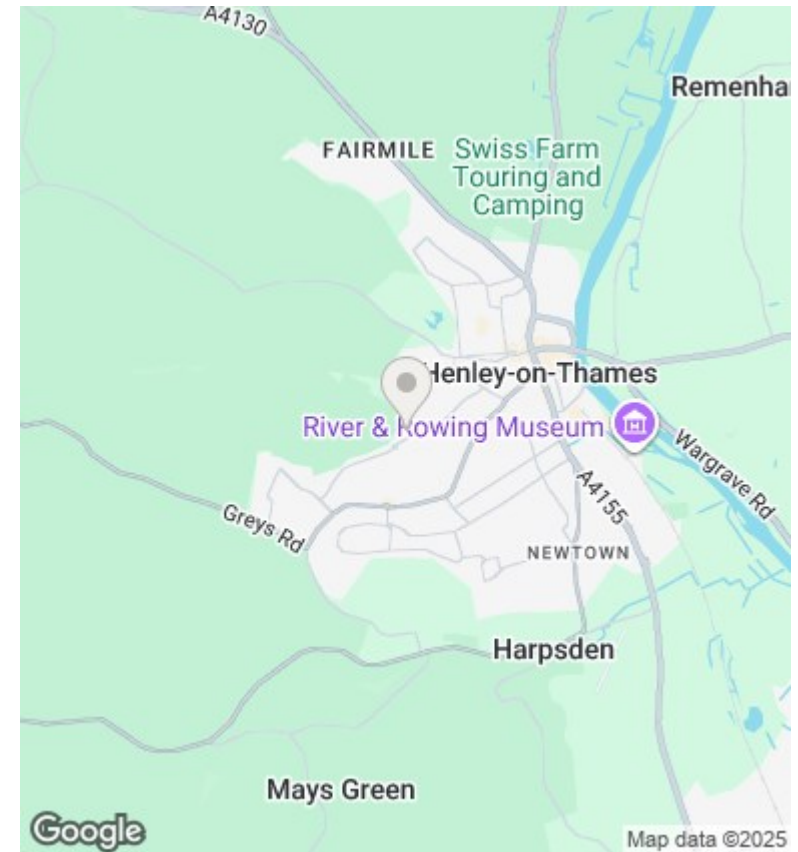 A4130
Remenha
FAIRMILE
Swiss Farm
Touring and
Camping
Henley-on-Thames
River & Rowing Museum
Wargrave Rd
A4155
Greys Rd
NEWTOWN
Harpsden
Mays Green
Google
Map data ©2025